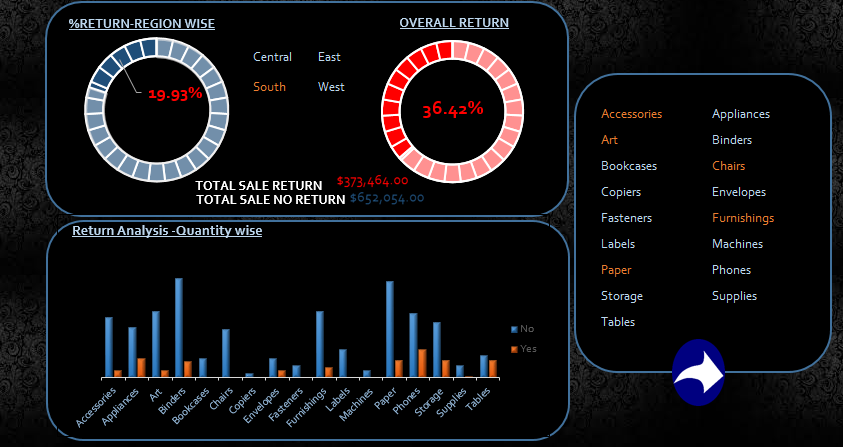 %RETURN-REGION WISE
OVERALL RETURN
Central East
South West
19.93%
36.42%
TOTAL SALE RETURN $373,464.00
TOTAL SALE NO RETURN $652,054.00
Accessories Appliances
Art Binders
Bookcases Chairs
Copiers Envelopes
Fasteners Furnishings
Labels Machines
Paper Phones
Storage Supplies
Tables
Return Analysis -Quantity wise
No
Yes
Accessories
Appliances
Art
Binders
Bookcases
Chairs
Copiers
Envelopes
Fasteners
Furnishings
Labels
Machines
Paper
Phones
Storage
Supplies
Tables